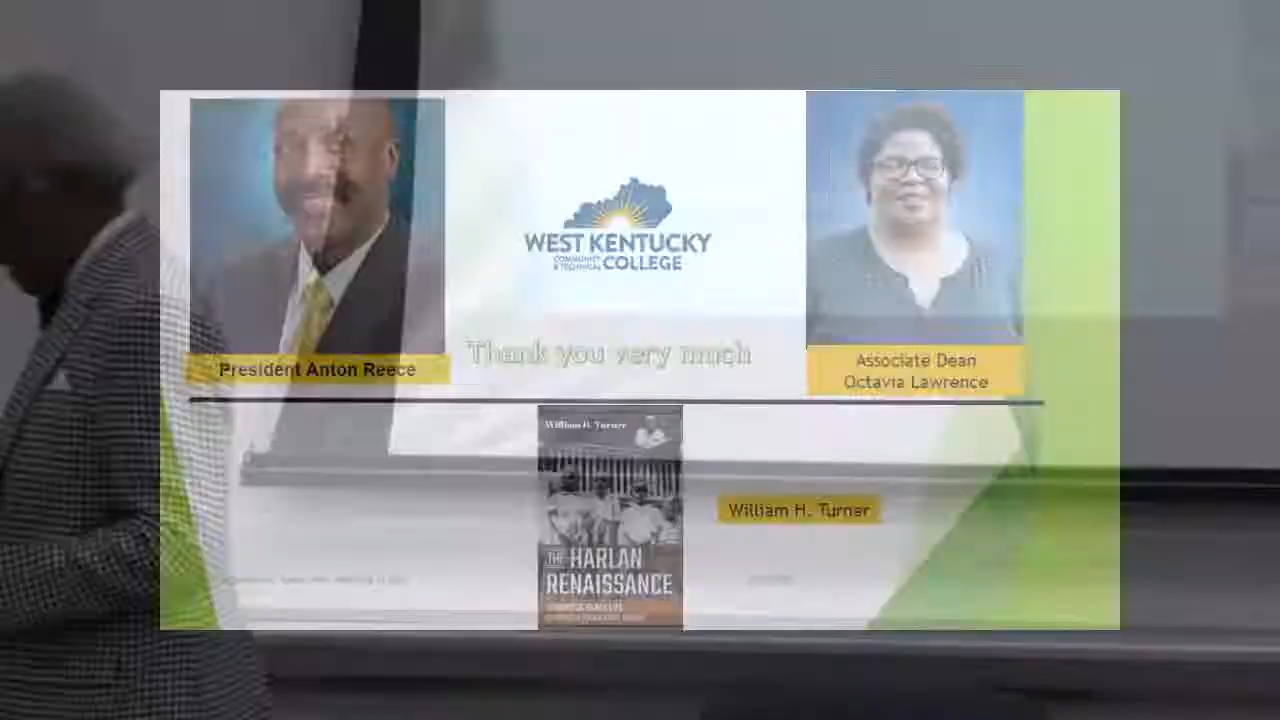 WEST KENTUCKY
COMMUNITY
& TECHNICAL
COLLEGE
Thank you very much
President Anton Reece
Associate Dean
Octavia Lawrence
William H. Turner
THE HARLAN
RENAISSANCE
William H. Turner